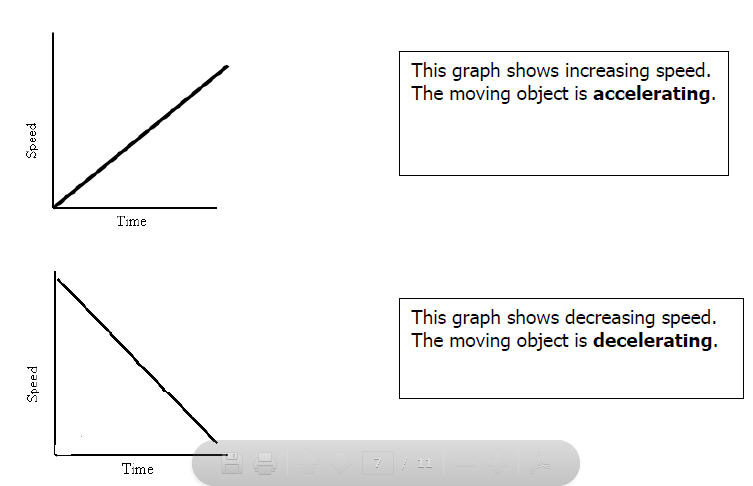 Speed
This graph shows increasing speed.
The moving object is accelerating.
Time
Speed
This graph shows decreasing speed.
The moving object is decelerating.
Time
7 / 11